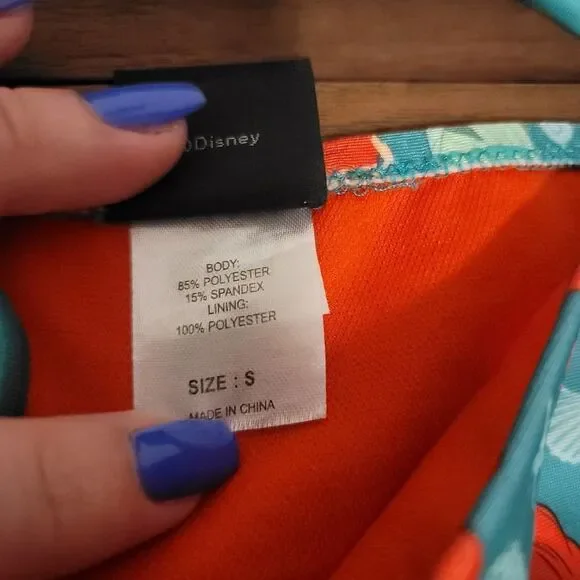 Disney
BODY:
85% POLYESTER
15% SPANDEX
LINING:
100% POLYESTER
SIZE : S
MADE IN CHINA